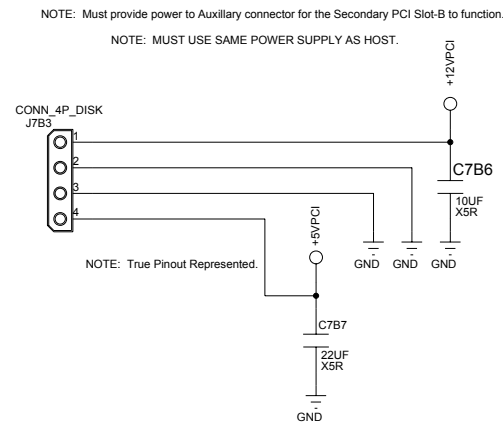 NOTE: Must provide power to Auxillary connector for the Secondary PCI Slot-B to function.
NOTE: MUST USE SAME POWER SUPPLY AS HOST.
+12VPCI
CONN_4P_DISK
J7B3
1
2
3
4
C7B6
10UF
X5R
+5VPCI
GND
GND
GND
NOTE: True Pinout Represented.
C7B7
22UF
X5R
GND